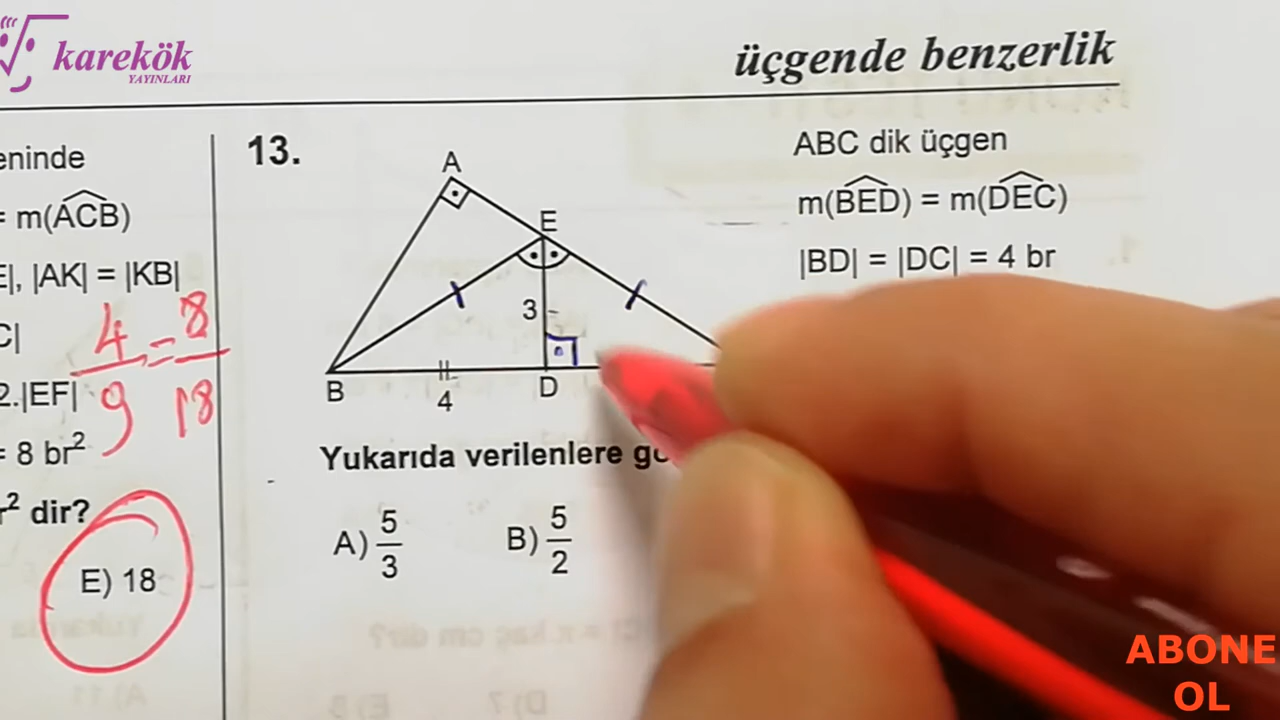 karekök
YAYINLARI
üçgende benzerlik
eninde
= m(ACB)
|AK| = |KB|
4 = 8
9 18
2.|EF|
= 8 br²
dir?
E) 18
13.
A
E
3
B
4
D
ABC dik üçgen
m(BED) = m(DEC)
|BD| = |DC| = 4 br
Yukarıda verilenlere
A) 5/3
B) 5/2
ABONE
OL